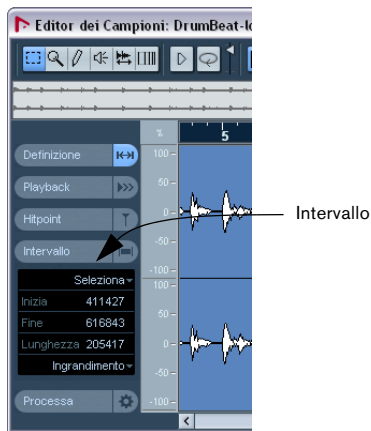 Editor dei Campioni: DrumBeat-lo
%
5
Definizione
100
Playback
50
Hitpoint
0
Intervallo
Intervallo
-50
-100
Seleziona
100
Inizia 411427
50
Fine 616843
Lunghezza 205417
0
Ingrandimento
-50
Processa
-100